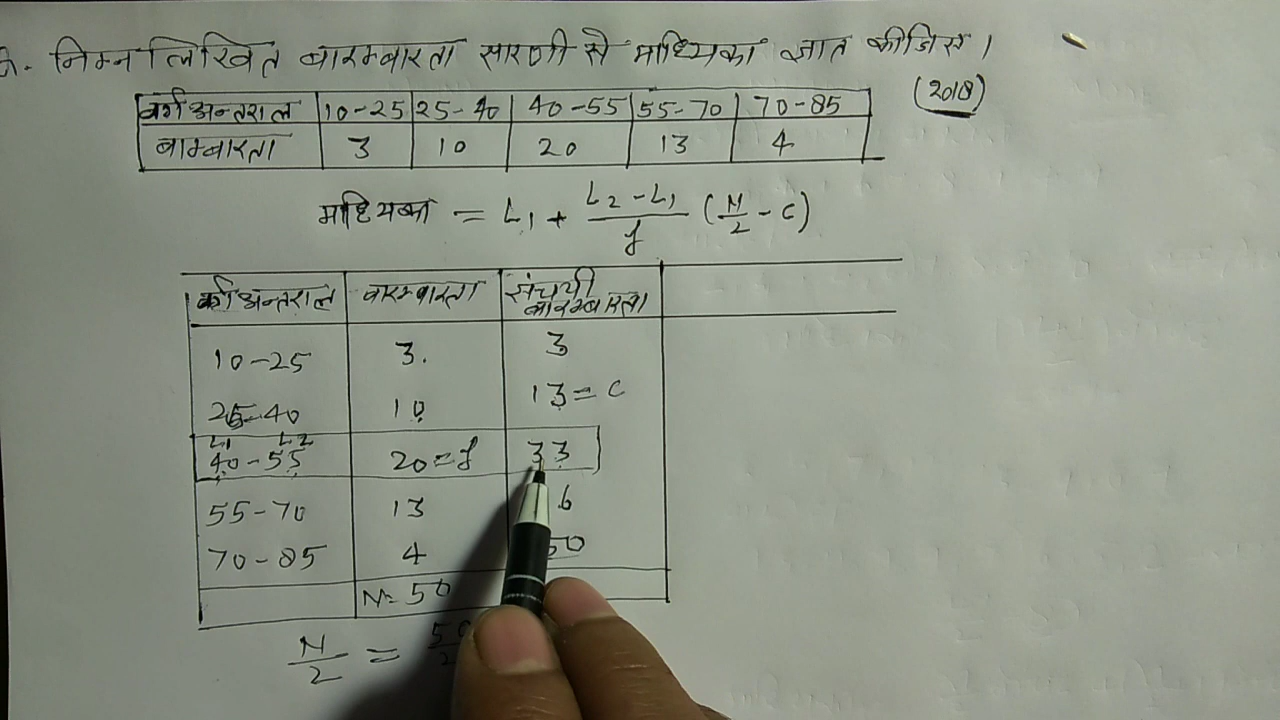 निम्नलिखित बारम्बारता सारणी से माध्यिका ज्ञात कीजिए।
(2018)
वर्ग अन्तराल 10-25 25-40 40-55 55-70 70-85
बाम्बारता 3 10 20 13 4
माध्यिका = L₁ + (L₂-L₁)/f (N/2 - C)
वर्ग अन्तराल बारम्बारता संचयी
बारम्बारता
10-25 3. 3
25-40 10 13=C
L₁ L₂
40-55 20=f 33
55-70 13 6
70-85 4 50
N=50
N/2 =